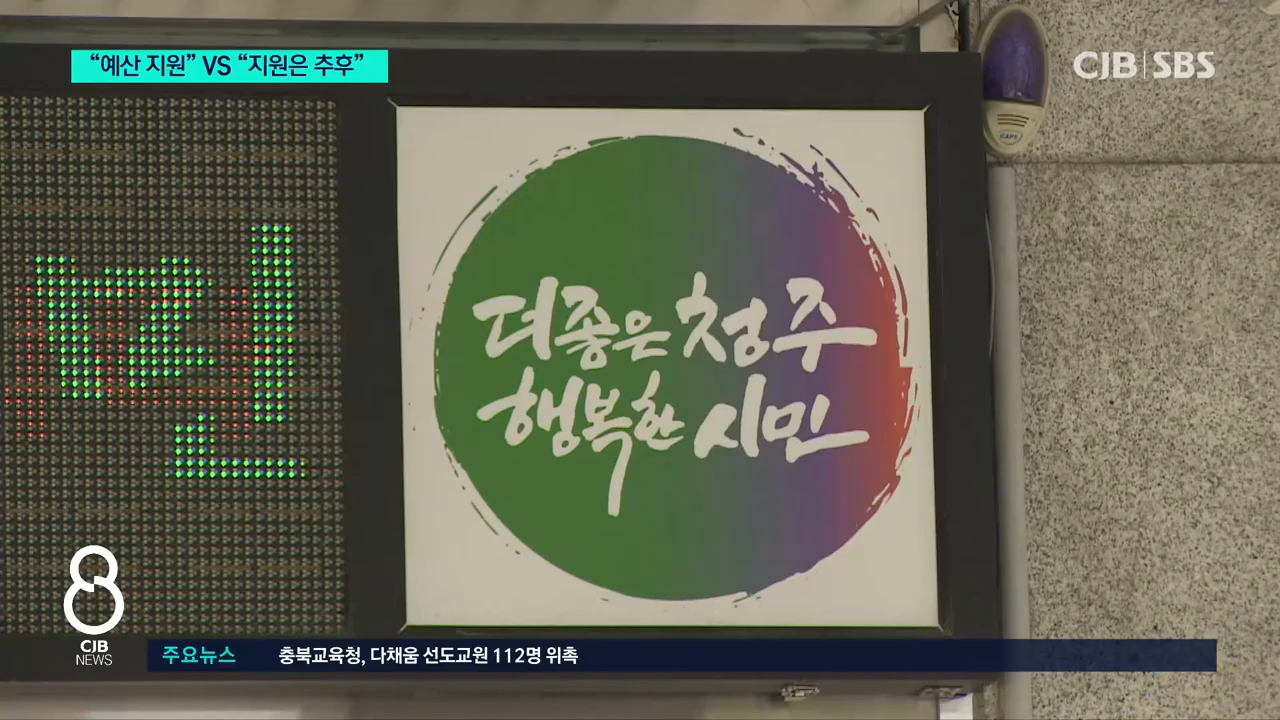 “예산 지원” VS “지원은 추후”
CJB SBS
CAPS
더 좋은 청주
행복한 시민
8
CJB
NEWS
주요뉴스 충북교육청, 다채움 선도교원 112명 위촉